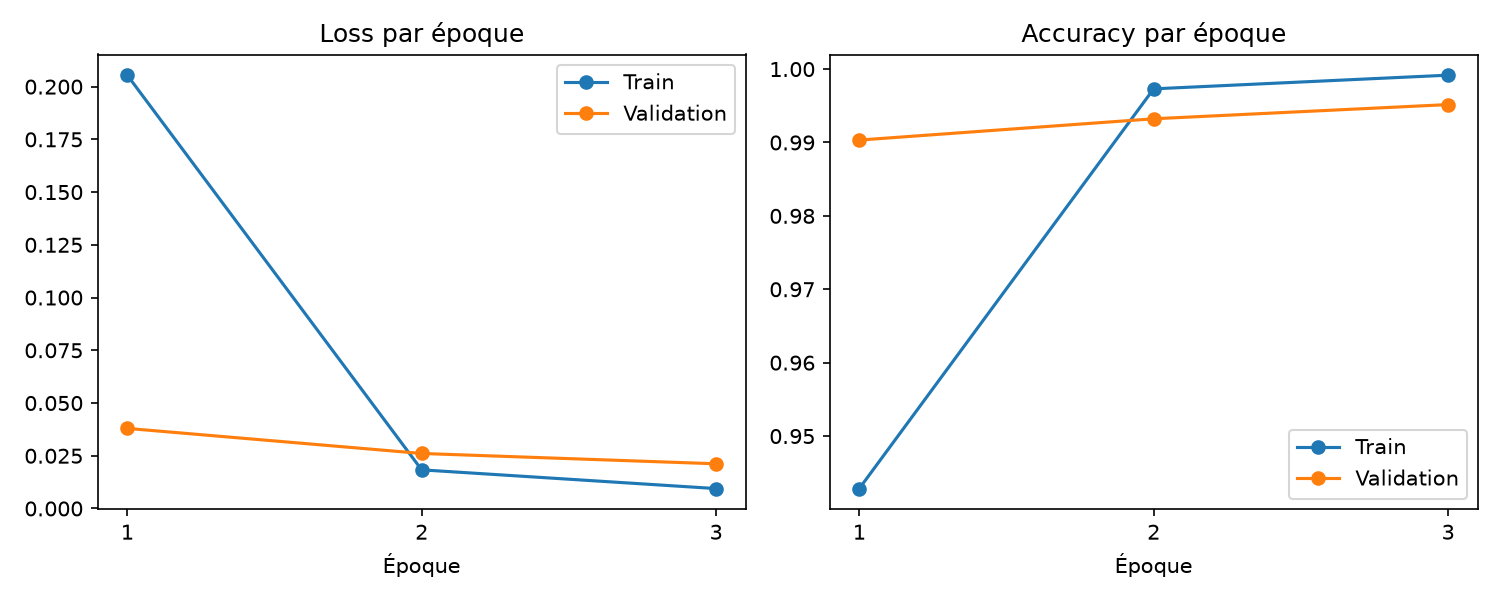 Loss par époque
0.200
0.175
0.150
0.125
0.100
0.075
0.050
0.025
0.000
Train
Validation
1 2 3
Époque
Accuracy par époque
1.00
0.99
0.98
0.97
0.96
0.95
Train
Validation
1 2 3
Époque